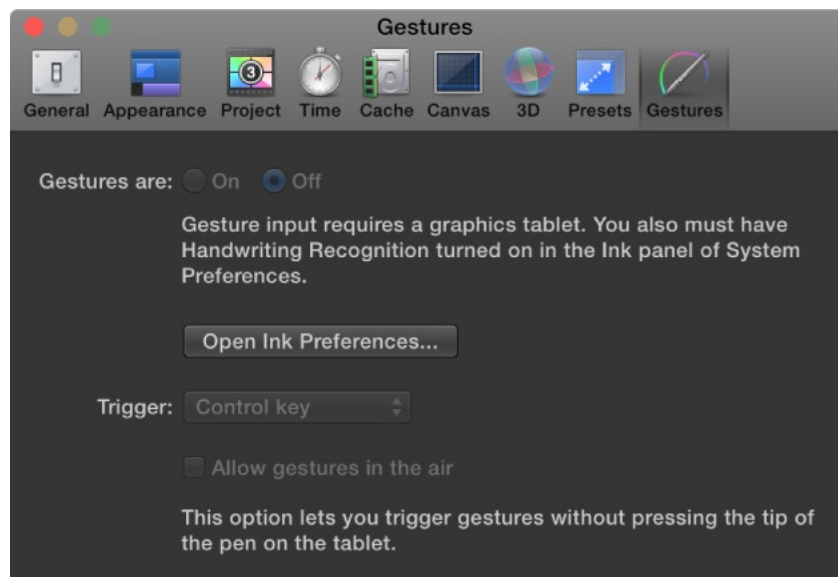 Gestures
3
General Appearance Project Time Cache Canvas 3D Presets Gestures
Gestures are: On Off
Gesture input requires a graphics tablet. You also must have
Handwriting Recognition turned on in the Ink panel of System
Preferences.
Open Ink Preferences...
Trigger: Control key
Allow gestures in the air
This option lets you trigger gestures without pressing the tip of
the pen on the tablet.